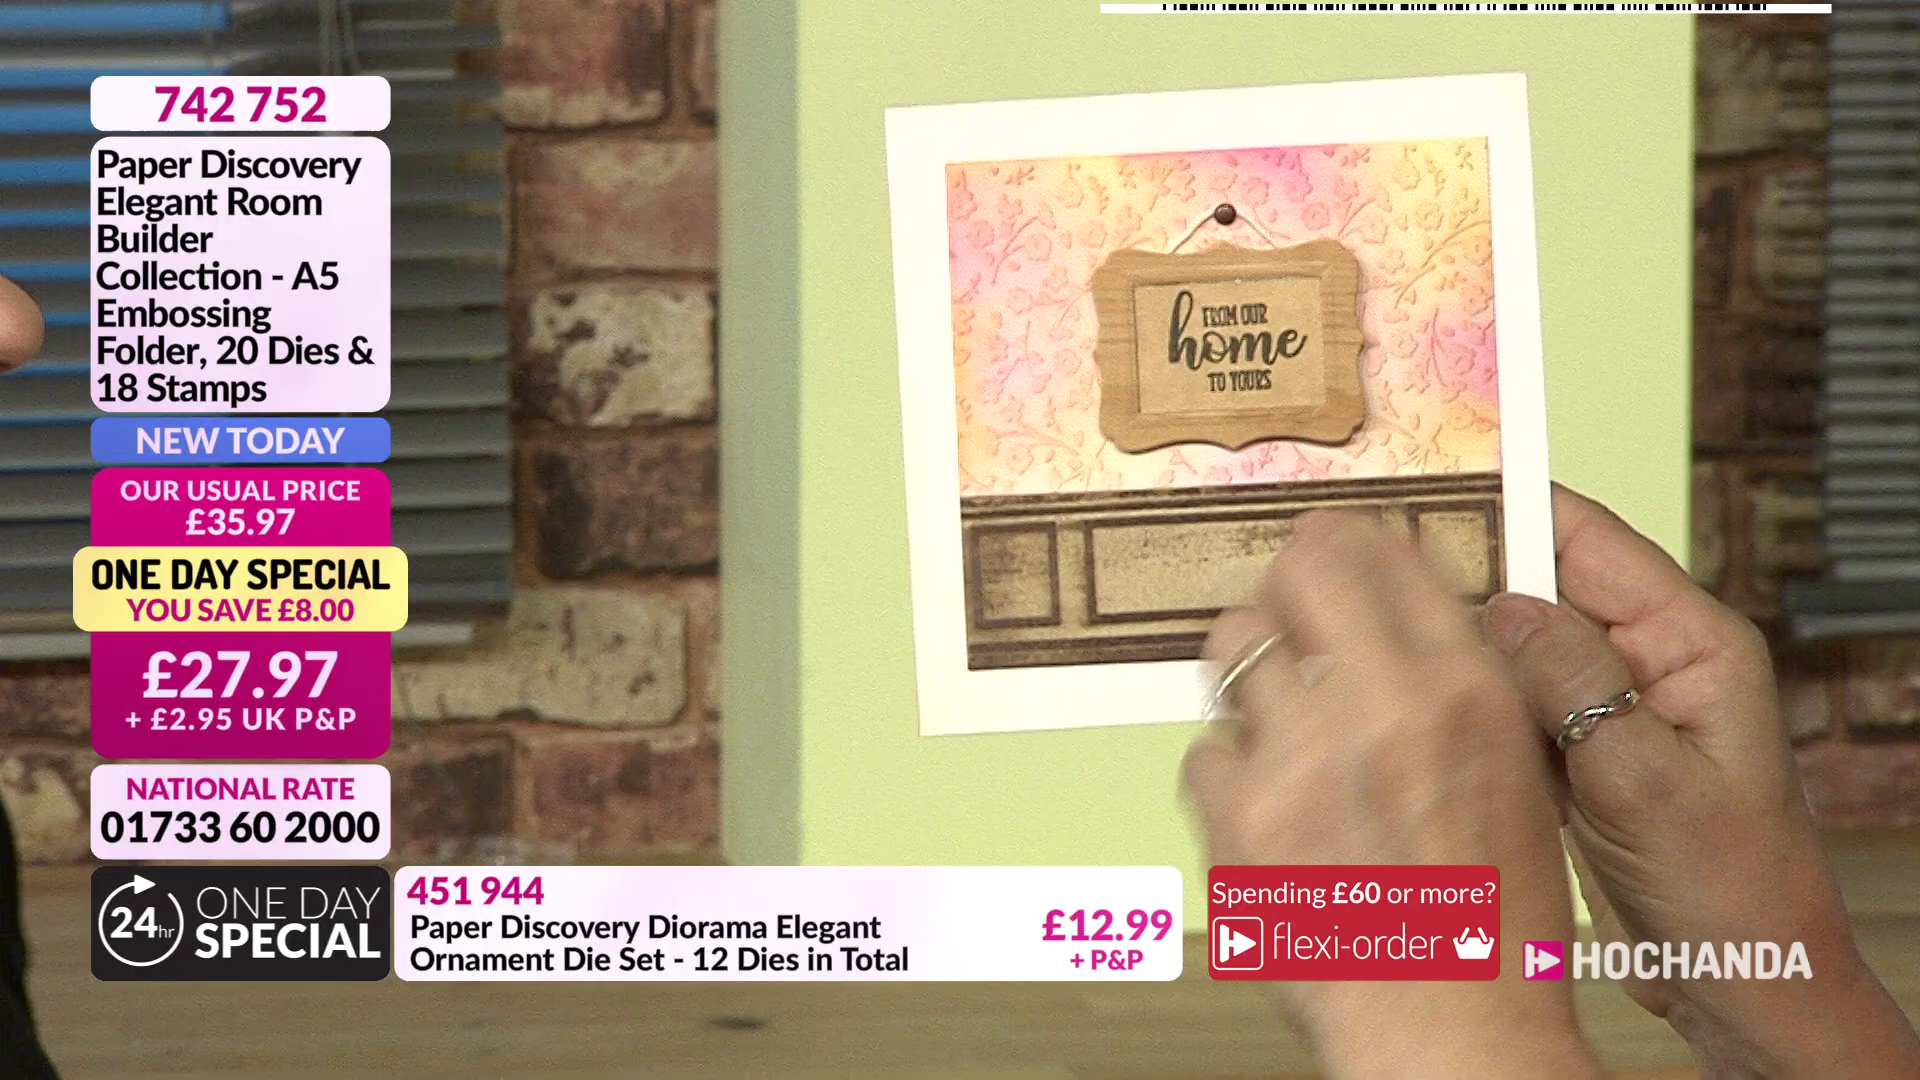 742 752
Paper Discovery
Elegant Room
Builder
Collection - A5
Embossing
Folder, 20 Dies &
18 Stamps
NEW TODAY
OUR USUAL PRICE
£35.97
ONE DAY SPECIAL
YOU SAVE £8.00
£27.97
+ £2.95 UK P&P
NATIONAL RATE
01733 60 2000
24hr
ONE DAY
SPECIAL
451 944
Paper Discovery Diorama Elegant
Ornament Die Set - 12 Dies in Total
£12.99
+ P&P
Spending £60 or more?
flexi-order
HOCHANDA
FROM OUR
home
TO YOURS